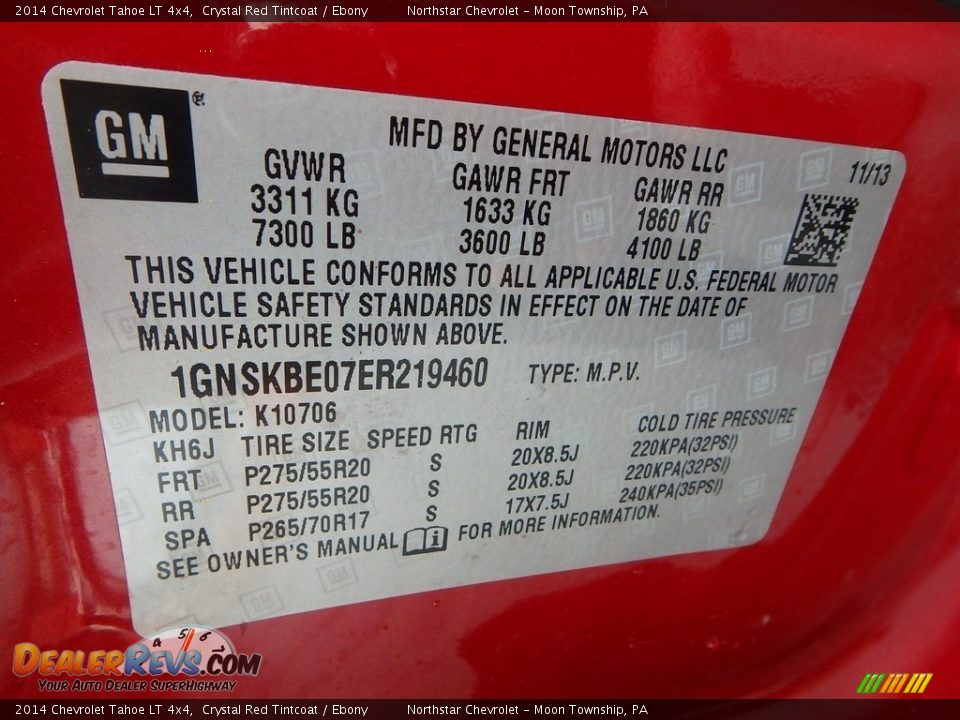 2014 Chevrolet Tahoe LT 4x4, Crystal Red Tintcoat / Ebony Northstar Chevrolet - Moon Township, PA
GM ®
MFD BY GENERAL MOTORS LLC 11/13
GVWR GAWR FRT GAWR RR
3311 KG 1633 KG 1860 KG
7300 LB 3600 LB 4100 LB
THIS VEHICLE CONFORMS TO ALL APPLICABLE U.S. FEDERAL MOTOR
VEHICLE SAFETY STANDARDS IN EFFECT ON THE DATE OF
MANUFACTURE SHOWN ABOVE.
1GNSKBE07ER219460 TYPE: M.P.V.
MODEL: K10706
KH6J TIRE SIZE SPEED RTG RIM COLD TIRE PRESSURE
FRT P275/55R20 S 20X8.5J 220KPA(32PSI)
RR P275/55R20 S 20X8.5J 220KPA(32PSI)
SPA P265/70R17 S 17X7.5J 240KPA(35PSI)
SEE OWNER'S MANUAL i FOR MORE INFORMATION.
4 5 6
DEALERREVS.COM
YOUR AUTO DEALER SUPERHIGHWAY
2014 Chevrolet Tahoe LT 4x4, Crystal Red Tintcoat / Ebony Northstar Chevrolet - Moon Township, PA